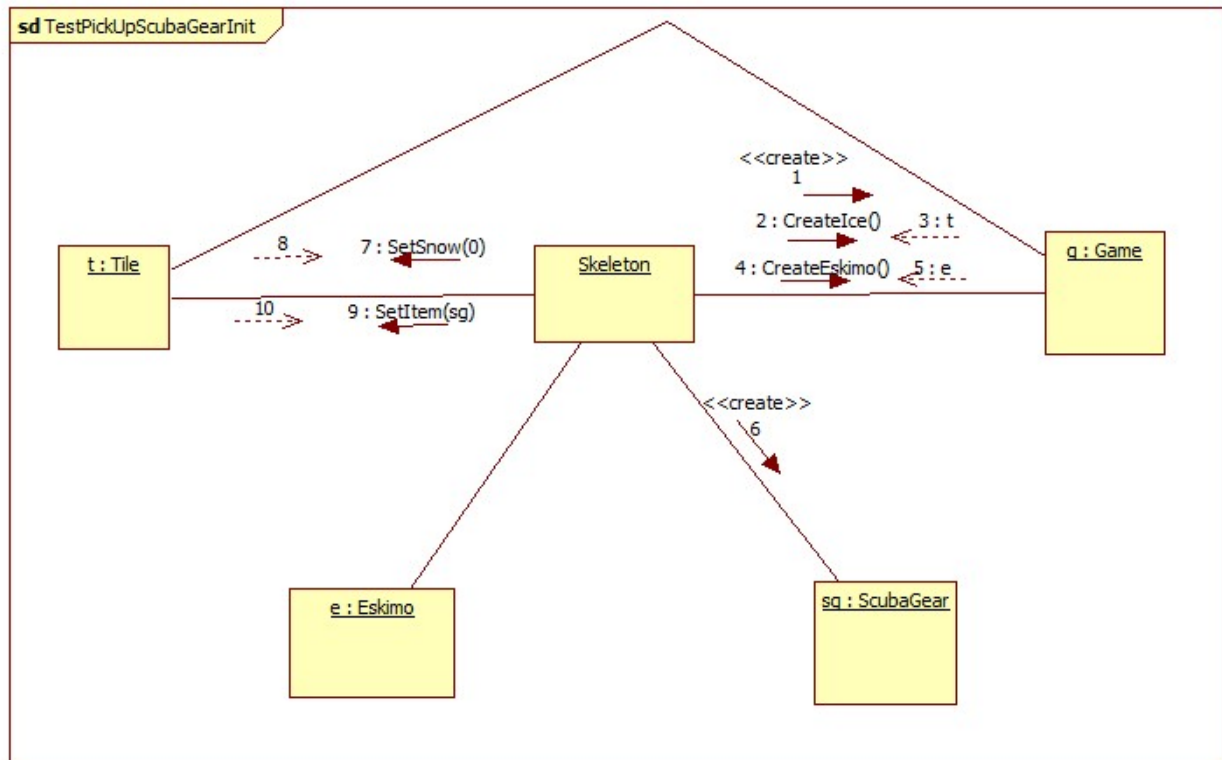 sd TestPickUpScubaGearInit
<<create>>
1
2 : CreateIce()
3 : t
8
7 : SetSnow(0)
t : Tile
Skeleton
g : Game
4 : CreateEskimo()
5 : e
10
9 : SetItem(sg)
<<create>>
6
e : Eskimo
sg : ScubaGear